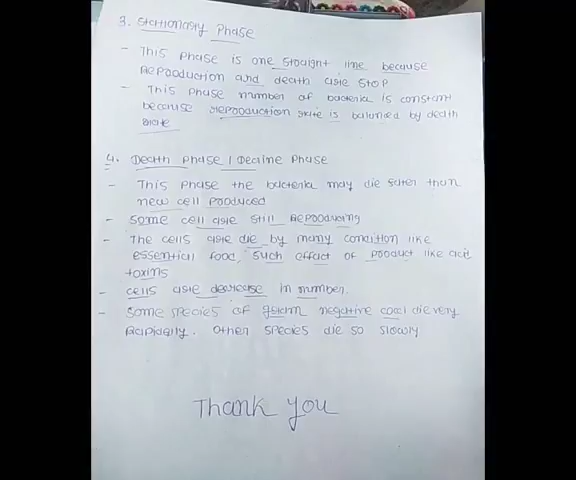 3. Stationary Phase
- This Phase is one straight line because
Reproduction and death are stop
- This phase number of bacteria is constant
because reproduction rate is balanced by death
rate
4. Death Phase / Decline Phase
- This Phase the bacteria may die fater than
new cell produced
- Some cell are still Reproducing
- The cells are die by many condition like
essential food, such effect of product like acid
toxins
- cells are decrease in number.
- Some species of gram negative cocci die very
Rapidly. Other species die so slowly
Thank you